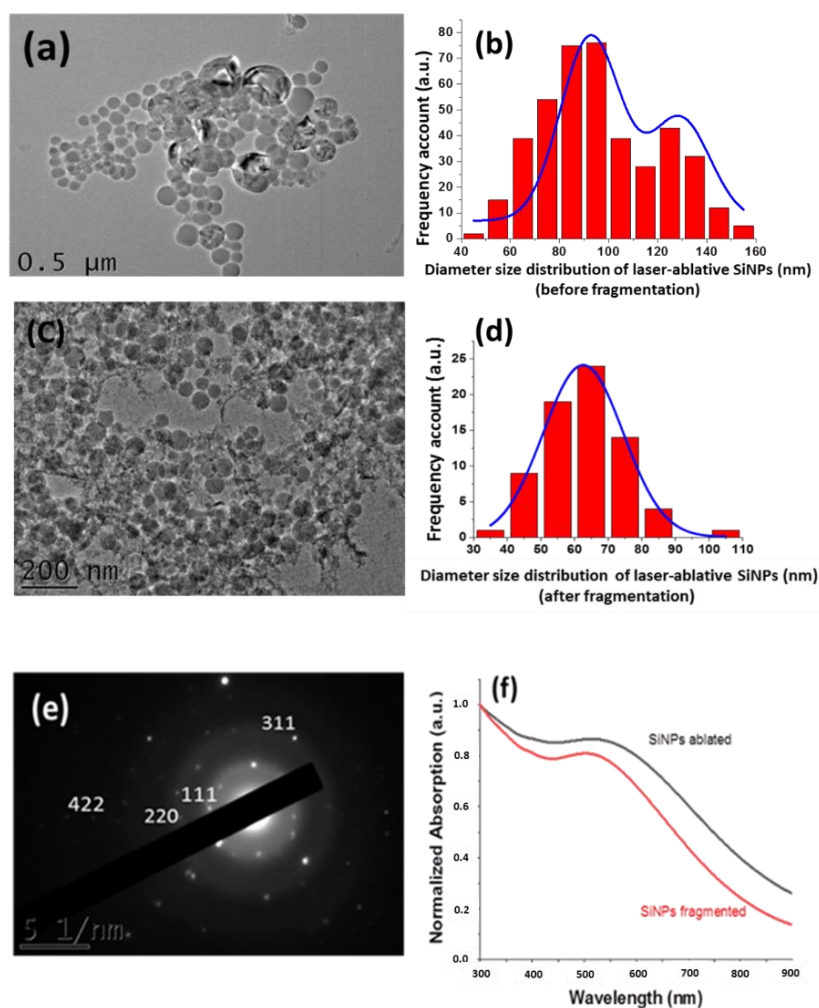 (a)
0.5 µm
(b)
Frequency account (a.u.)
80
70
60
50
40
30
20
10
0
40 60 80 100 120 140 160
Diameter size distribution of laser-ablative SiNPs (nm)
(before fragmentation)
(C)
200 nm
(d)
Frequency account (a.u.)
25
20
15
10
5
0
30 40 50 60 70 80 90 100 110
Diameter size distribution of laser-ablative SiNPs (nm)
(after fragmentation)
(e)
311
111
422
220
5 1/nm
(f)
Normalized Absorption (a.u.)
1.0
0.8
0.6
0.4
0.2
0.0
SiNPs ablated
SiNPs fragmented
300 400 500 600 700 800 900
Wavelength (nm)